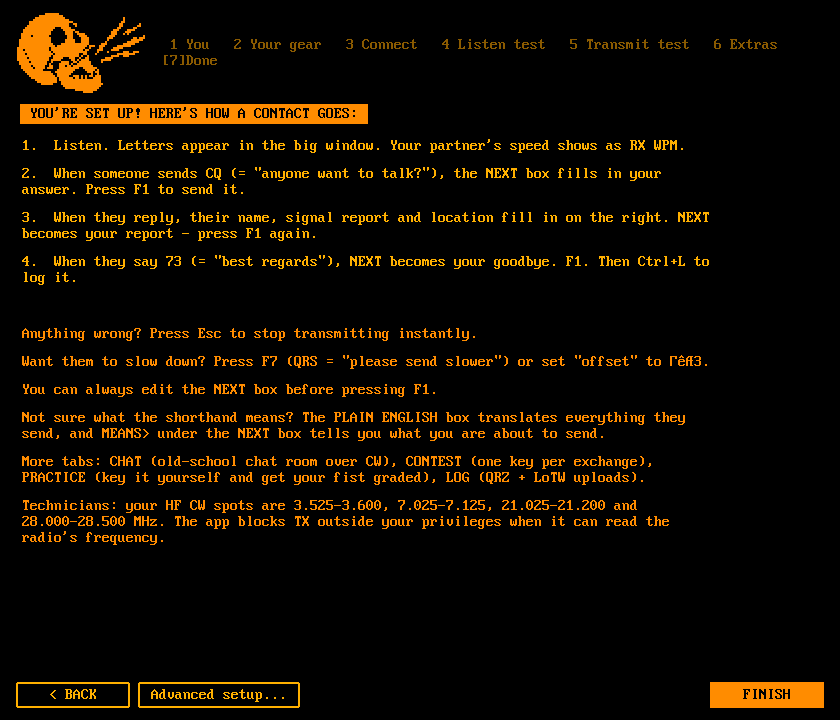 1 You 2 Your gear 3 Connect 4 Listen test 5 Transmit test 6 Extras
[7]Done
YOU'RE SET UP! HERE'S HOW A CONTACT GOES:
1. Listen. Letters appear in the big window. Your partner's speed shows as RX WPM.
2. When someone sends CQ (= "anyone want to talk?"), the NEXT box fills in your
answer. Press F1 to send it.
3. When they reply, their name, signal report and location fill in on the right. NEXT
becomes your report - press F1 again.
4. When they say 73 (= "best regards"), NEXT becomes your goodbye. F1. Then Ctrl+L to
log it.
Anything wrong? Press Esc to stop transmitting instantly.
Want them to slow down? Press F7 (QRS = "please send slower") or set "offset" to
You can always edit the NEXT box before pressing F1.
Not sure what the shorthand means? The PLAIN ENGLISH box translates everything they
send, and MEANS> under the NEXT box tells you what you are about to send.
More tabs: CHAT (old-school chat room over CW), CONTEST (one key per exchange),
PRACTICE (key it yourself and get your fist graded), LOG (QRZ + LoTW uploads).
Technicians: your HF CW spots are 3.525-3.600, 7.025-7.125, 21.025-21.200 and
28.000-28.500 MHz. The app blocks TX outside your privileges when it can read the
radio's frequency.
< BACK Advanced setup... FINISH